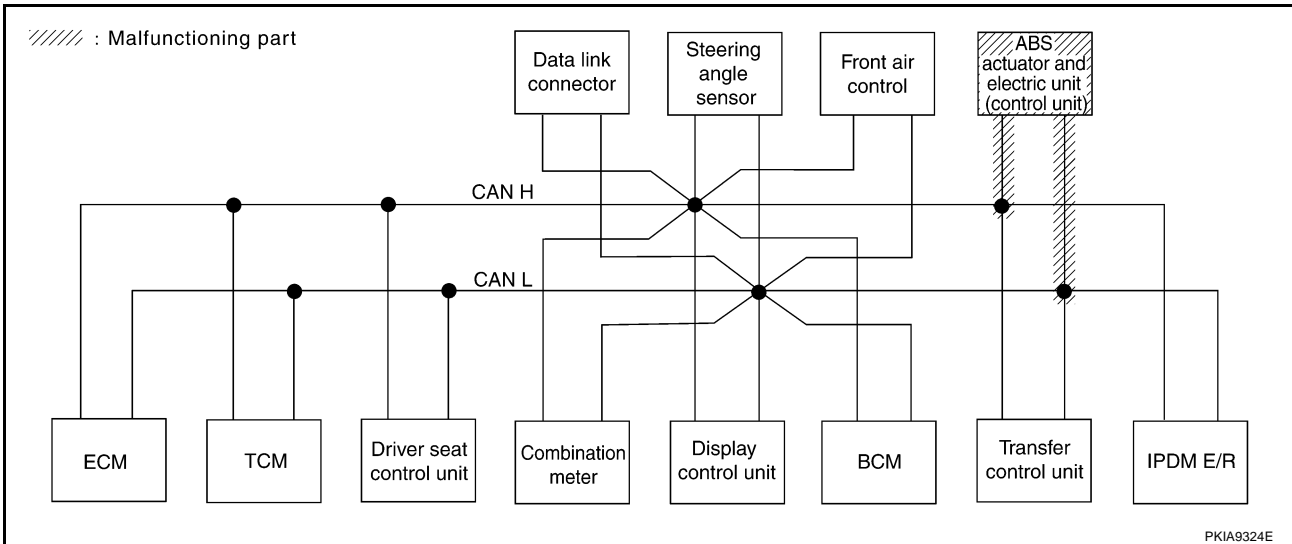 : Malfunctioning part
Data link
connector
Steering
angle
sensor
Front air
control
ABS
actuator and
electric unit
(control unit)
CAN H
CAN L
ECM
TCM
Driver seat
control unit
Combination
meter
Display
control unit
BCM
Transfer
control unit
IPDM E/R
PKIA9324E